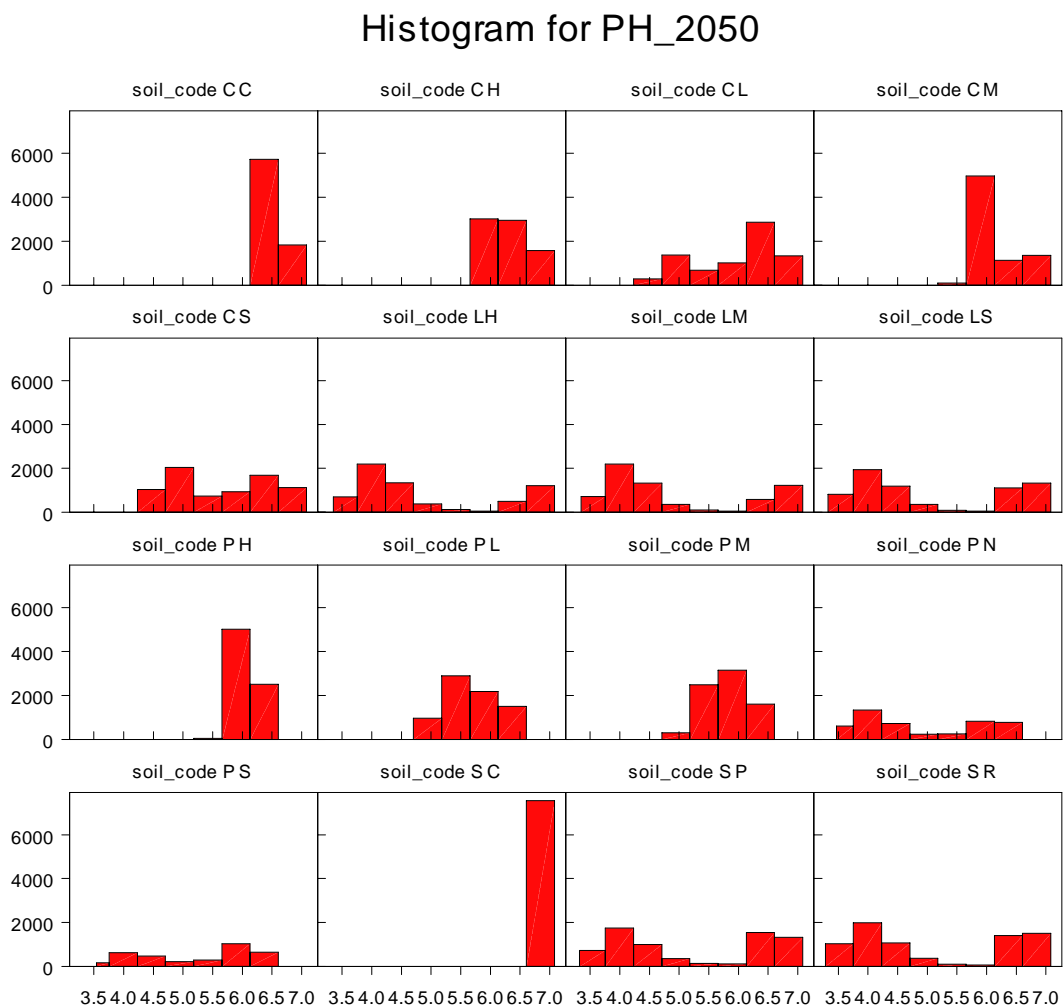 Histogram for PH_2050
soil_code CC soil_code CH soil_code CL soil_code CM
6000
4000
2000
0
soil_code CS soil_code LH soil_code LM soil_code LS
6000
4000
2000
0
soil_code PH soil_code PL soil_code PM soil_code PN
6000
4000
2000
0
soil_code PS soil_code SC soil_code SP soil_code SR
6000
4000
2000
0
3.5 4.0 4.5 5.0 5.5 6.0 6.5 7.0 3.5 4.0 4.5 5.0 5.5 6.0 6.5 7.0 3.5 4.0 4.5 5.0 5.5 6.0 6.5 7.0 3.5 4.0 4.5 5.0 5.5 6.0 6.5 7.0